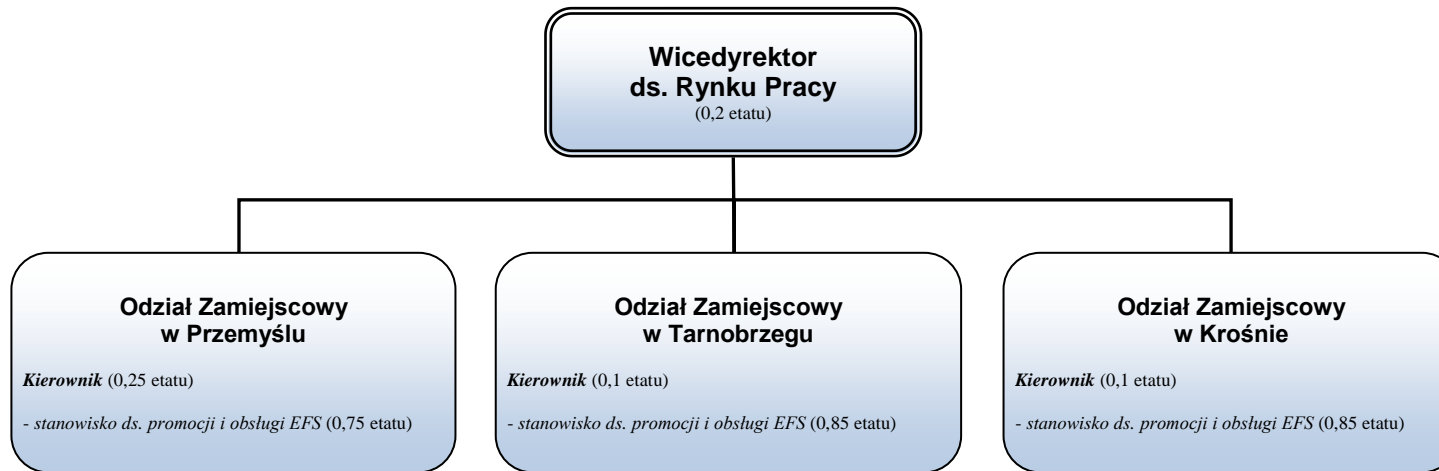 Wicedyrektor
ds. Rynku Pracy
(0,2 etatu)
Odział Zamiejscowy
w Przemyślu
Kierownik (0,25 etatu)
- stanowisko ds. promocji i obsługi EFS (0,75 etatu)
Odział Zamiejscowy
w Tarnobrzegu
Kierownik (0,1 etatu)
- stanowisko ds. promocji i obsługi EFS (0,85 etatu)
Odział Zamiejscowy
w Krośnie
Kierownik (0,1 etatu)
- stanowisko ds. promocji i obsługi EFS (0,85 etatu)